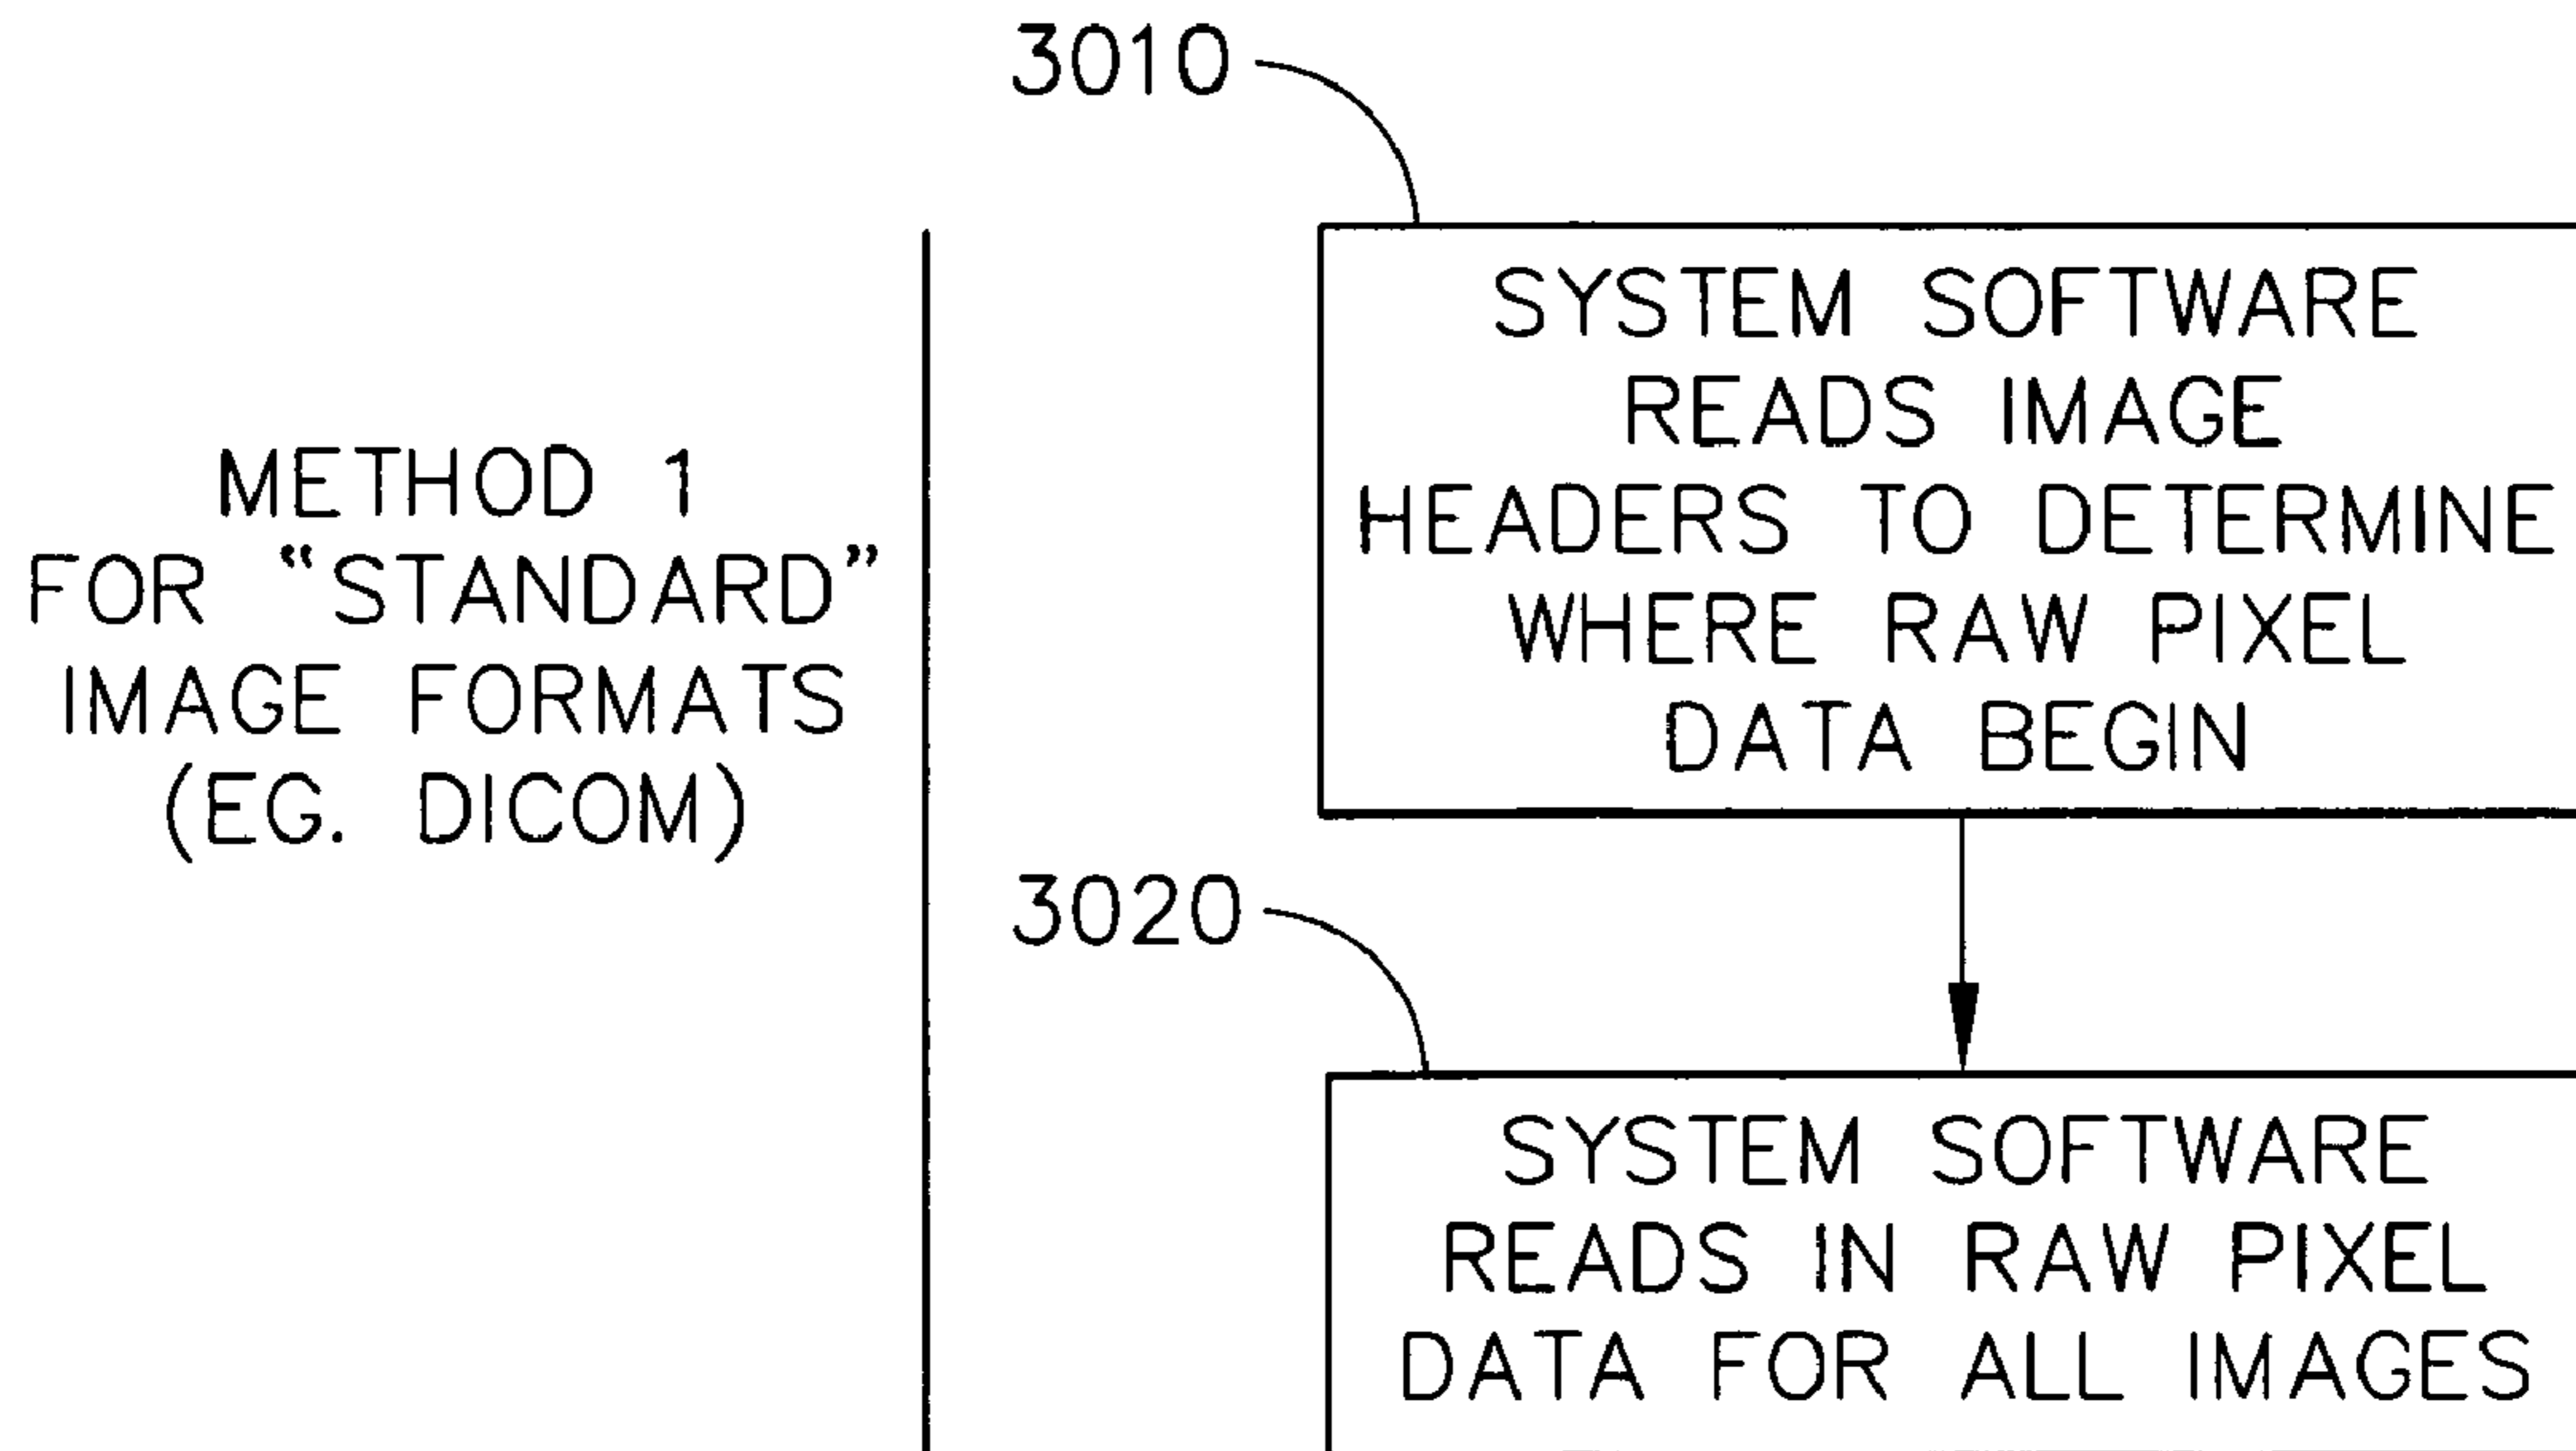 METHOD 1
FOR “STANDARD”
IMAGE FORMATS
(EG. DICOM)
3010
SYSTEM SOFTWARE
READS IMAGE
HEADERS TO DETERMINE
WHERE RAW PIXEL
DATA BEGIN
3020
SYSTEM SOFTWARE
READS IN RAW PIXEL
DATA FOR ALL IMAGES